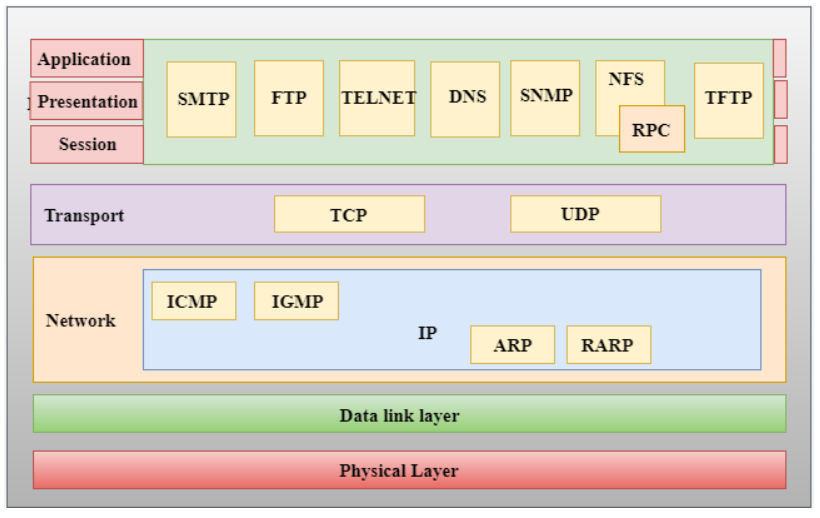 Application
Presentation
Session
SMTP
FTP
TELNET
DNS
SNMP
NFS
RPC
TFTP
Transport
TCP
UDP
Network
ICMP
IGMP
IP
ARP
RARP
Data link layer
Physical Layer